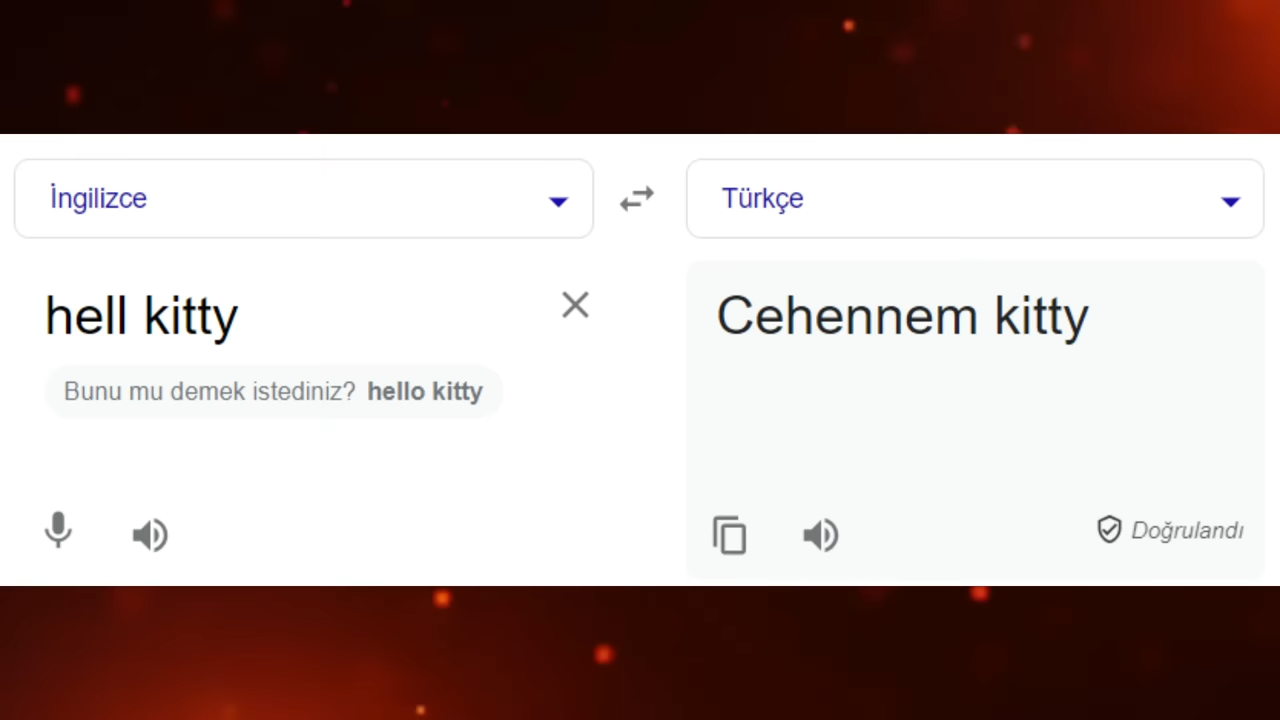 İngilizce
Türkçe
hell kitty
Cehennem kitty
Bunu mu demek istediniz? hello kitty
Doğrulandı